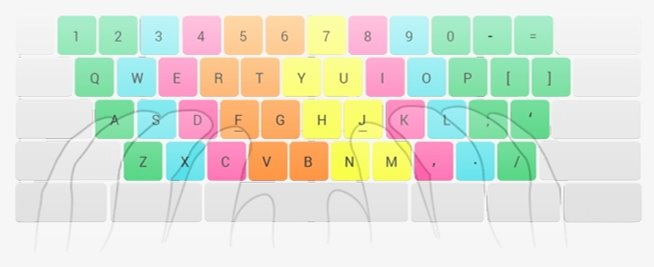 1 2 3 4 5 6 7 8 9 0 - =
Q W E R T Y U I O P [ ]
A S D F G H J K L ; ‘
Z X C V B N M , . /